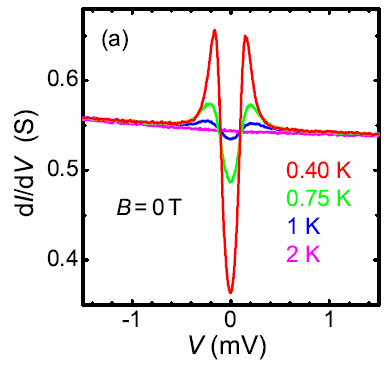 (a)
0.6
0.5
0.4
dI/dV (S)
B = 0 T
0.40 K
0.75 K
1 K
2 K
-1 0 1
V (mV)